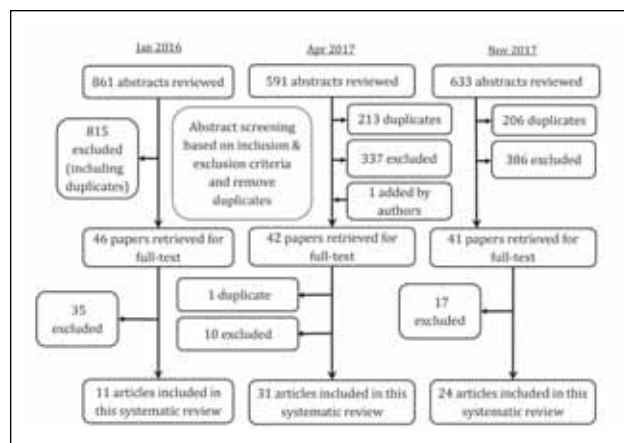 Jan 2016
Apr 2017
Nov 2017
861 abstracts reviewed
591 abstracts reviewed
633 abstracts reviewed
815
excluded
(including
duplicates)
Abstract screening
based on inclusion &
exclusion criteria
and remove
duplicates
213 duplicates
337 excluded
1 added by
authors
206 duplicates
386 excluded
46 papers retrieved for
full-text
42 papers retrieved for
full-text
41 papers retrieved for
full-text
35
excluded
1 duplicate
10 excluded
17
excluded
11 articles included in
this systematic review
31 articles included in this
systematic review
24 articles included in this
systematic review